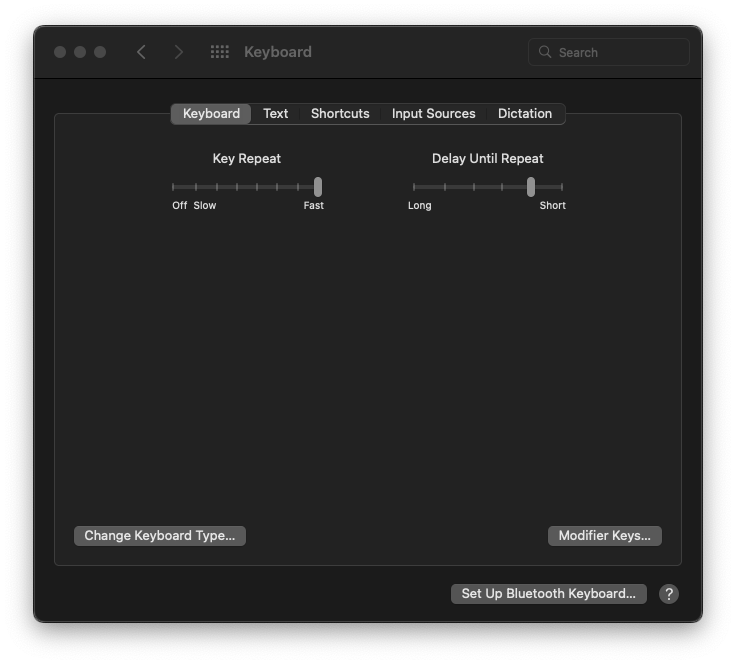 Keyboard
Search
Keyboard Text Shortcuts Input Sources Dictation
Key Repeat Delay Until Repeat
Off Slow Fast Long Short
Change Keyboard Type... Modifier Keys...
Set Up Bluetooth Keyboard... ?